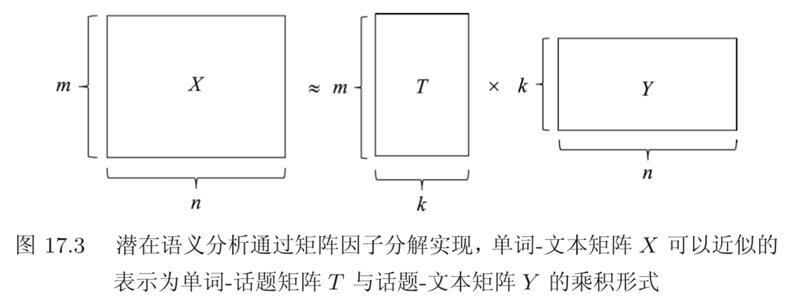 m X n ≈ m T k × k Y n
图 17.3 潜在语义分析通过矩阵因子分解实现，单词-文本矩阵 X 可以近似的
表示为单词-话题矩阵 T 与话题-文本矩阵 Y 的乘积形式